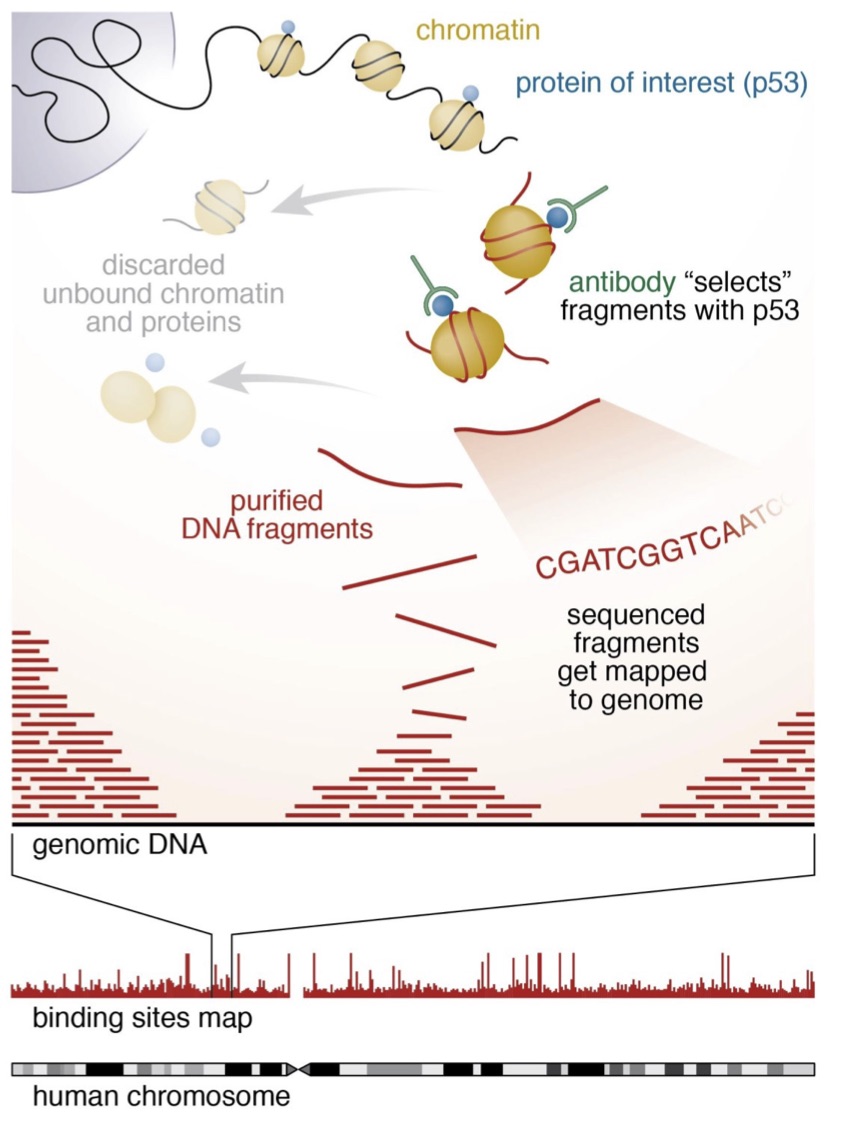 chromatin
protein of interest (p53)
discarded
unbound chromatin
and proteins
antibody “selects”
fragments with p53
purified
DNA fragments
CGATCGGTCAATC
sequenced
fragments
get mapped
to genome
genomic DNA
binding sites map
human chromosome